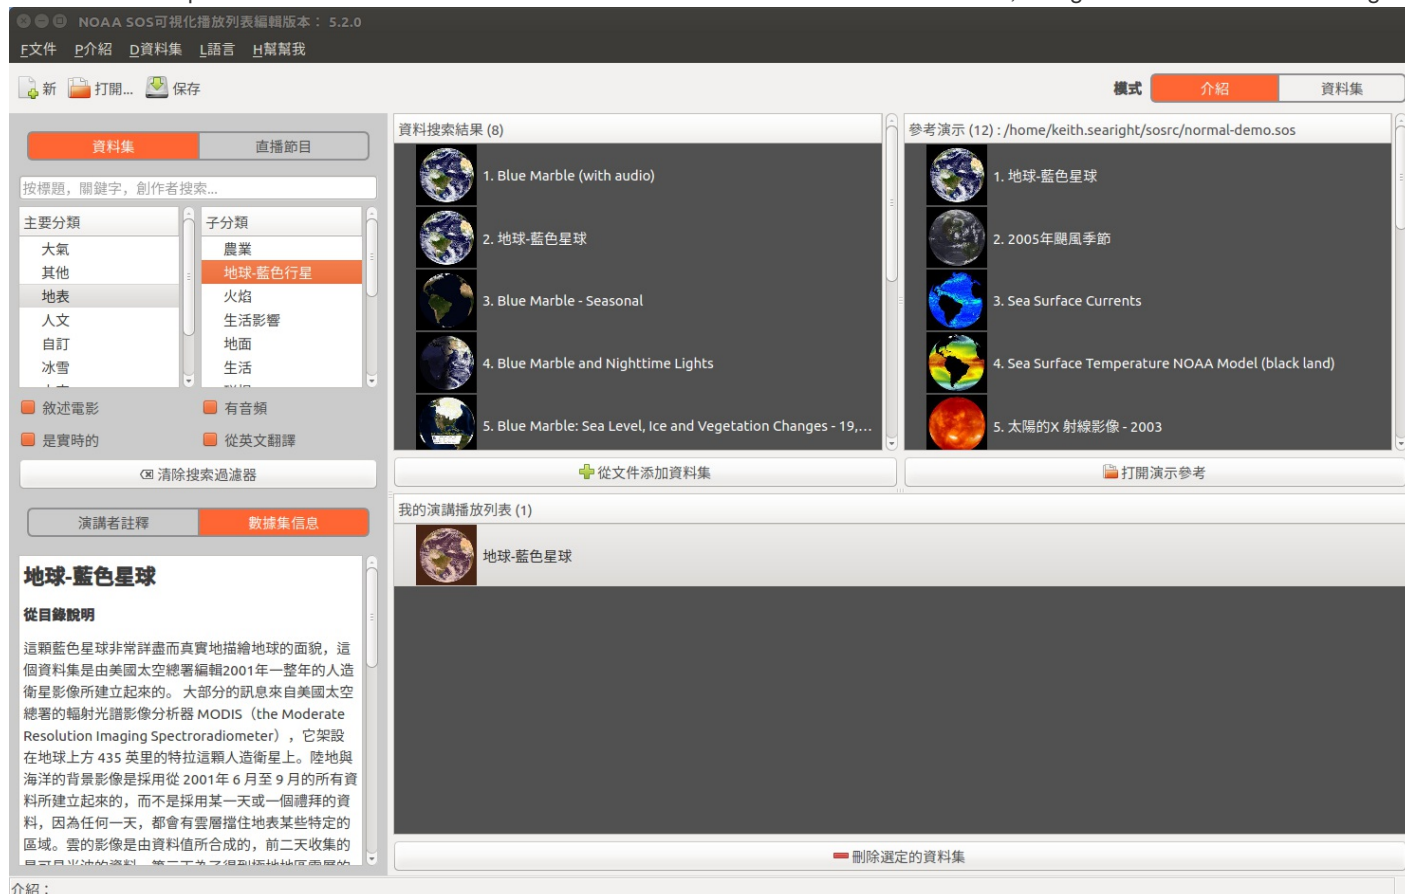 NOAA SOS可視化播放列表編輯版本： 5.2.0
F文件 P介紹 D資料集 L語言 H幫幫我
新 打開... 保存
模式 介紹 資料集
資料集 直播節目
按標題，關鍵字，創作者搜索...
主要分類
大氣
其他
地表
人文
自訂
冰雪
子分類
農業
地球-藍色行星
火焰
生活影響
地面
生活
敘述電影 有音頻
是實時的 從英文翻譯
清除搜索過濾器
演講者註釋 數據集信息
地球-藍色星球
從目錄說明
這顆藍色星球非常詳盡而真實地描繪地球的面貌，這
個資料集是由美國太空總署編輯2001年一整年的人造
衛星影像所建立起來的。 大部分的訊息來自美國太空
總署的輻射光譜影像分析器 MODIS（the Moderate
Resolution Imaging Spectroradiometer），它架設
在地球上方 435 英里的特拉這顆人造衛星上。陸地與
海洋的背景影像是採用從 2001年 6 月至 9 月的所有資
料所建立起來的，而不是採用某一天或一個禮拜的資
料，因為任何一天，都會有雲層擋住地表某些特定的
區域。雲的影像是由資料值所合成的，前二天收集的
資料搜索結果 (8)
1. Blue Marble (with audio)
2. 地球-藍色星球
3. Blue Marble - Seasonal
4. Blue Marble and Nighttime Lights
5. Blue Marble: Sea Level, Ice and Vegetation Changes - 19,...
從文件添加資料集
參考演示 (12) : /home/keith.searight/sosrc/normal-demo.sos
1. 地球-藍色星球
2. 2005年颶風季節
3. Sea Surface Currents
4. Sea Surface Temperature NOAA Model (black land)
5. 太陽的X 射線影像 - 2003
打開演示參考
我的演講播放列表 (1)
地球-藍色星球
刪除選定的資料集
介紹：